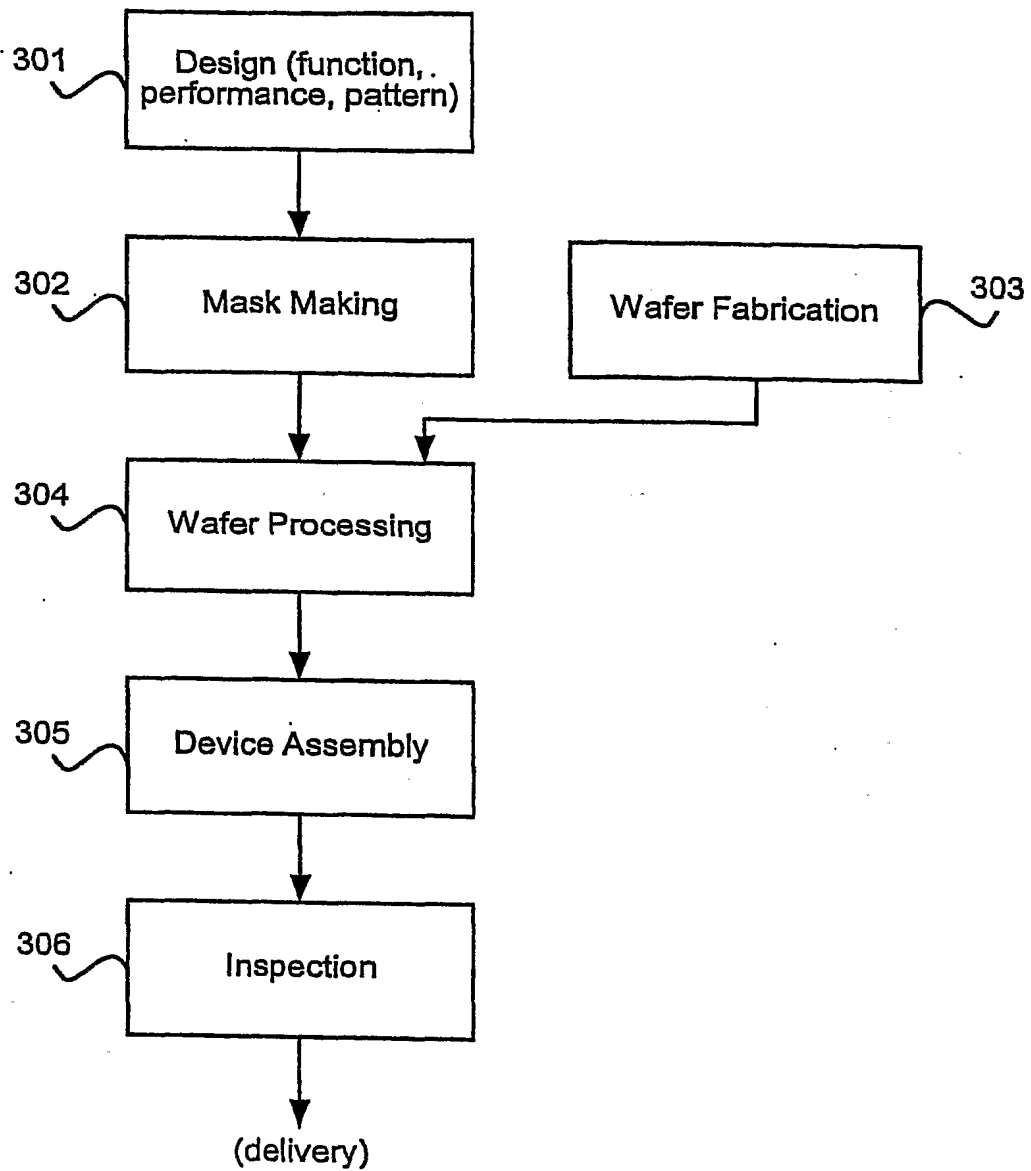 301
Design (function,
performance, pattern)
302
Mask Making
Wafer Fabrication
303
304
Wafer Processing
305
Device Assembly
306
Inspection
(delivery)